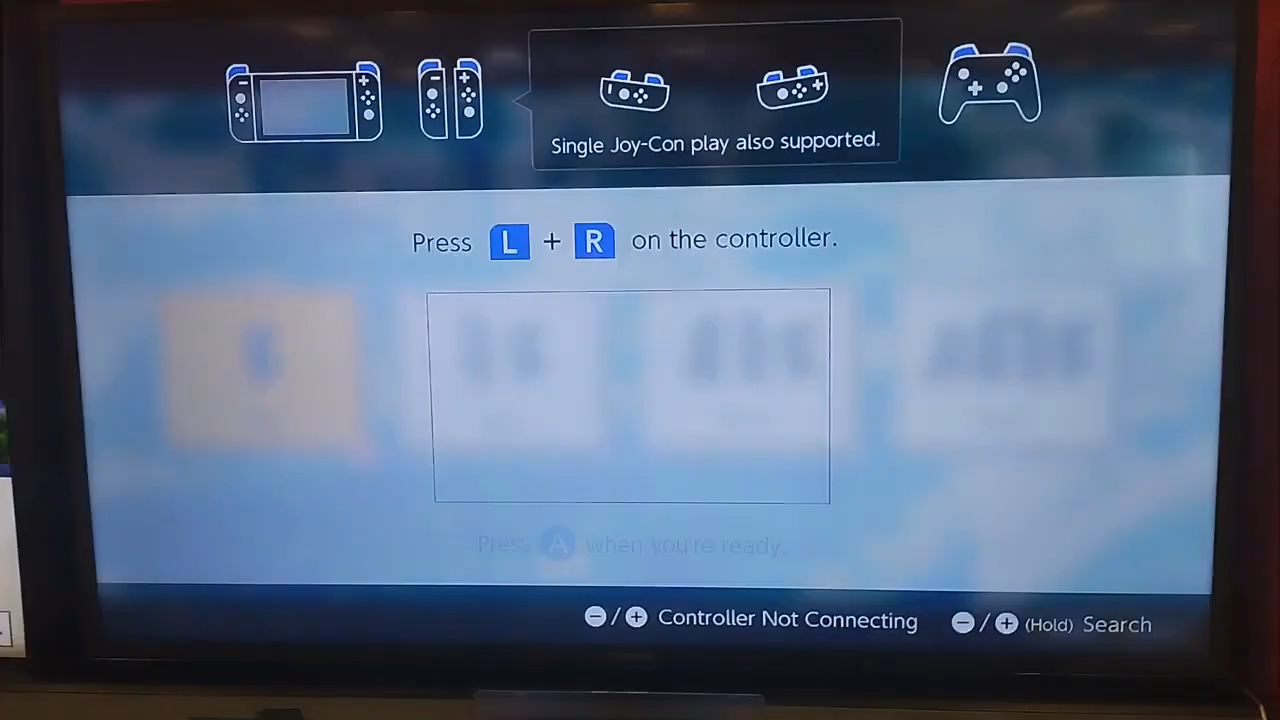 Single Joy-Con play also supported.
Press L + R on the controller.
Press A when you're ready.
−/+ Controller Not Connecting −/+ (Hold) Search